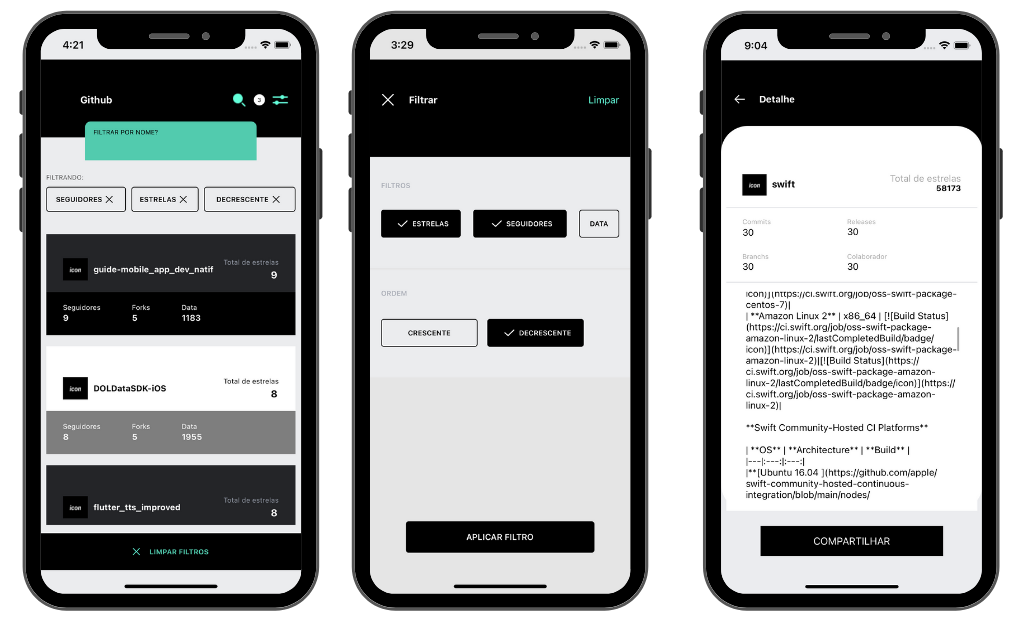 4:21
Github
3
FILTRAR POR NOME?
FILTRANDO:
SEGUIDORES
ESTRELAS
DECRESCENTE
icon
guide-mobile_app_dev_natif
Total de estrelas
9
Seguidores
Forks
Data
9
5
1183
icon
DOLDataSDK-iOS
Total de estrelas
8
Seguidores
Forks
Data
8
5
1955
icon
flutter_tts_improved
Total de estrelas
8
LIMPAR FILTROS
3:29
Filtrar
Limpar
FILTROS
ESTRELAS
SEGUIDORES
DATA
ORDEM
CRESCENTE
DECRESCENTE
APLICAR FILTRO
9:04
Detalhe
icon
swift
Total de estrelas
58173
Commits
Releases
30
30
Branchs
Colaborador
30
30
icon)](https://ci.swift.org/job/oss-swift-package-
centos-7)|
| **Amazon Linux 2** | x86_64 | [![Build Status]
(https://ci.swift.org/job/oss-swift-package-
amazon-linux-2/lastCompletedBuild/badge/
icon)](https://ci.swift.org/job/oss-swift-package-
amazon-linux-2)|[![Build Status](https://
ci.swift.org/job/oss-swift-package-amazon-
linux-2/lastCompletedBuild/badge/icon)](https://
ci.swift.org/job/oss-swift-package-amazon-
linux-2)|
**Swift Community-Hosted CI Platforms**
| **OS** | **Architecture** | **Build** |
|---|:---:|:---:|
|**[Ubuntu 16.04 ](https://github.com/apple/
swift-community-hosted-continuous-
integration/blob/main/nodes/
COMPARTILHAR